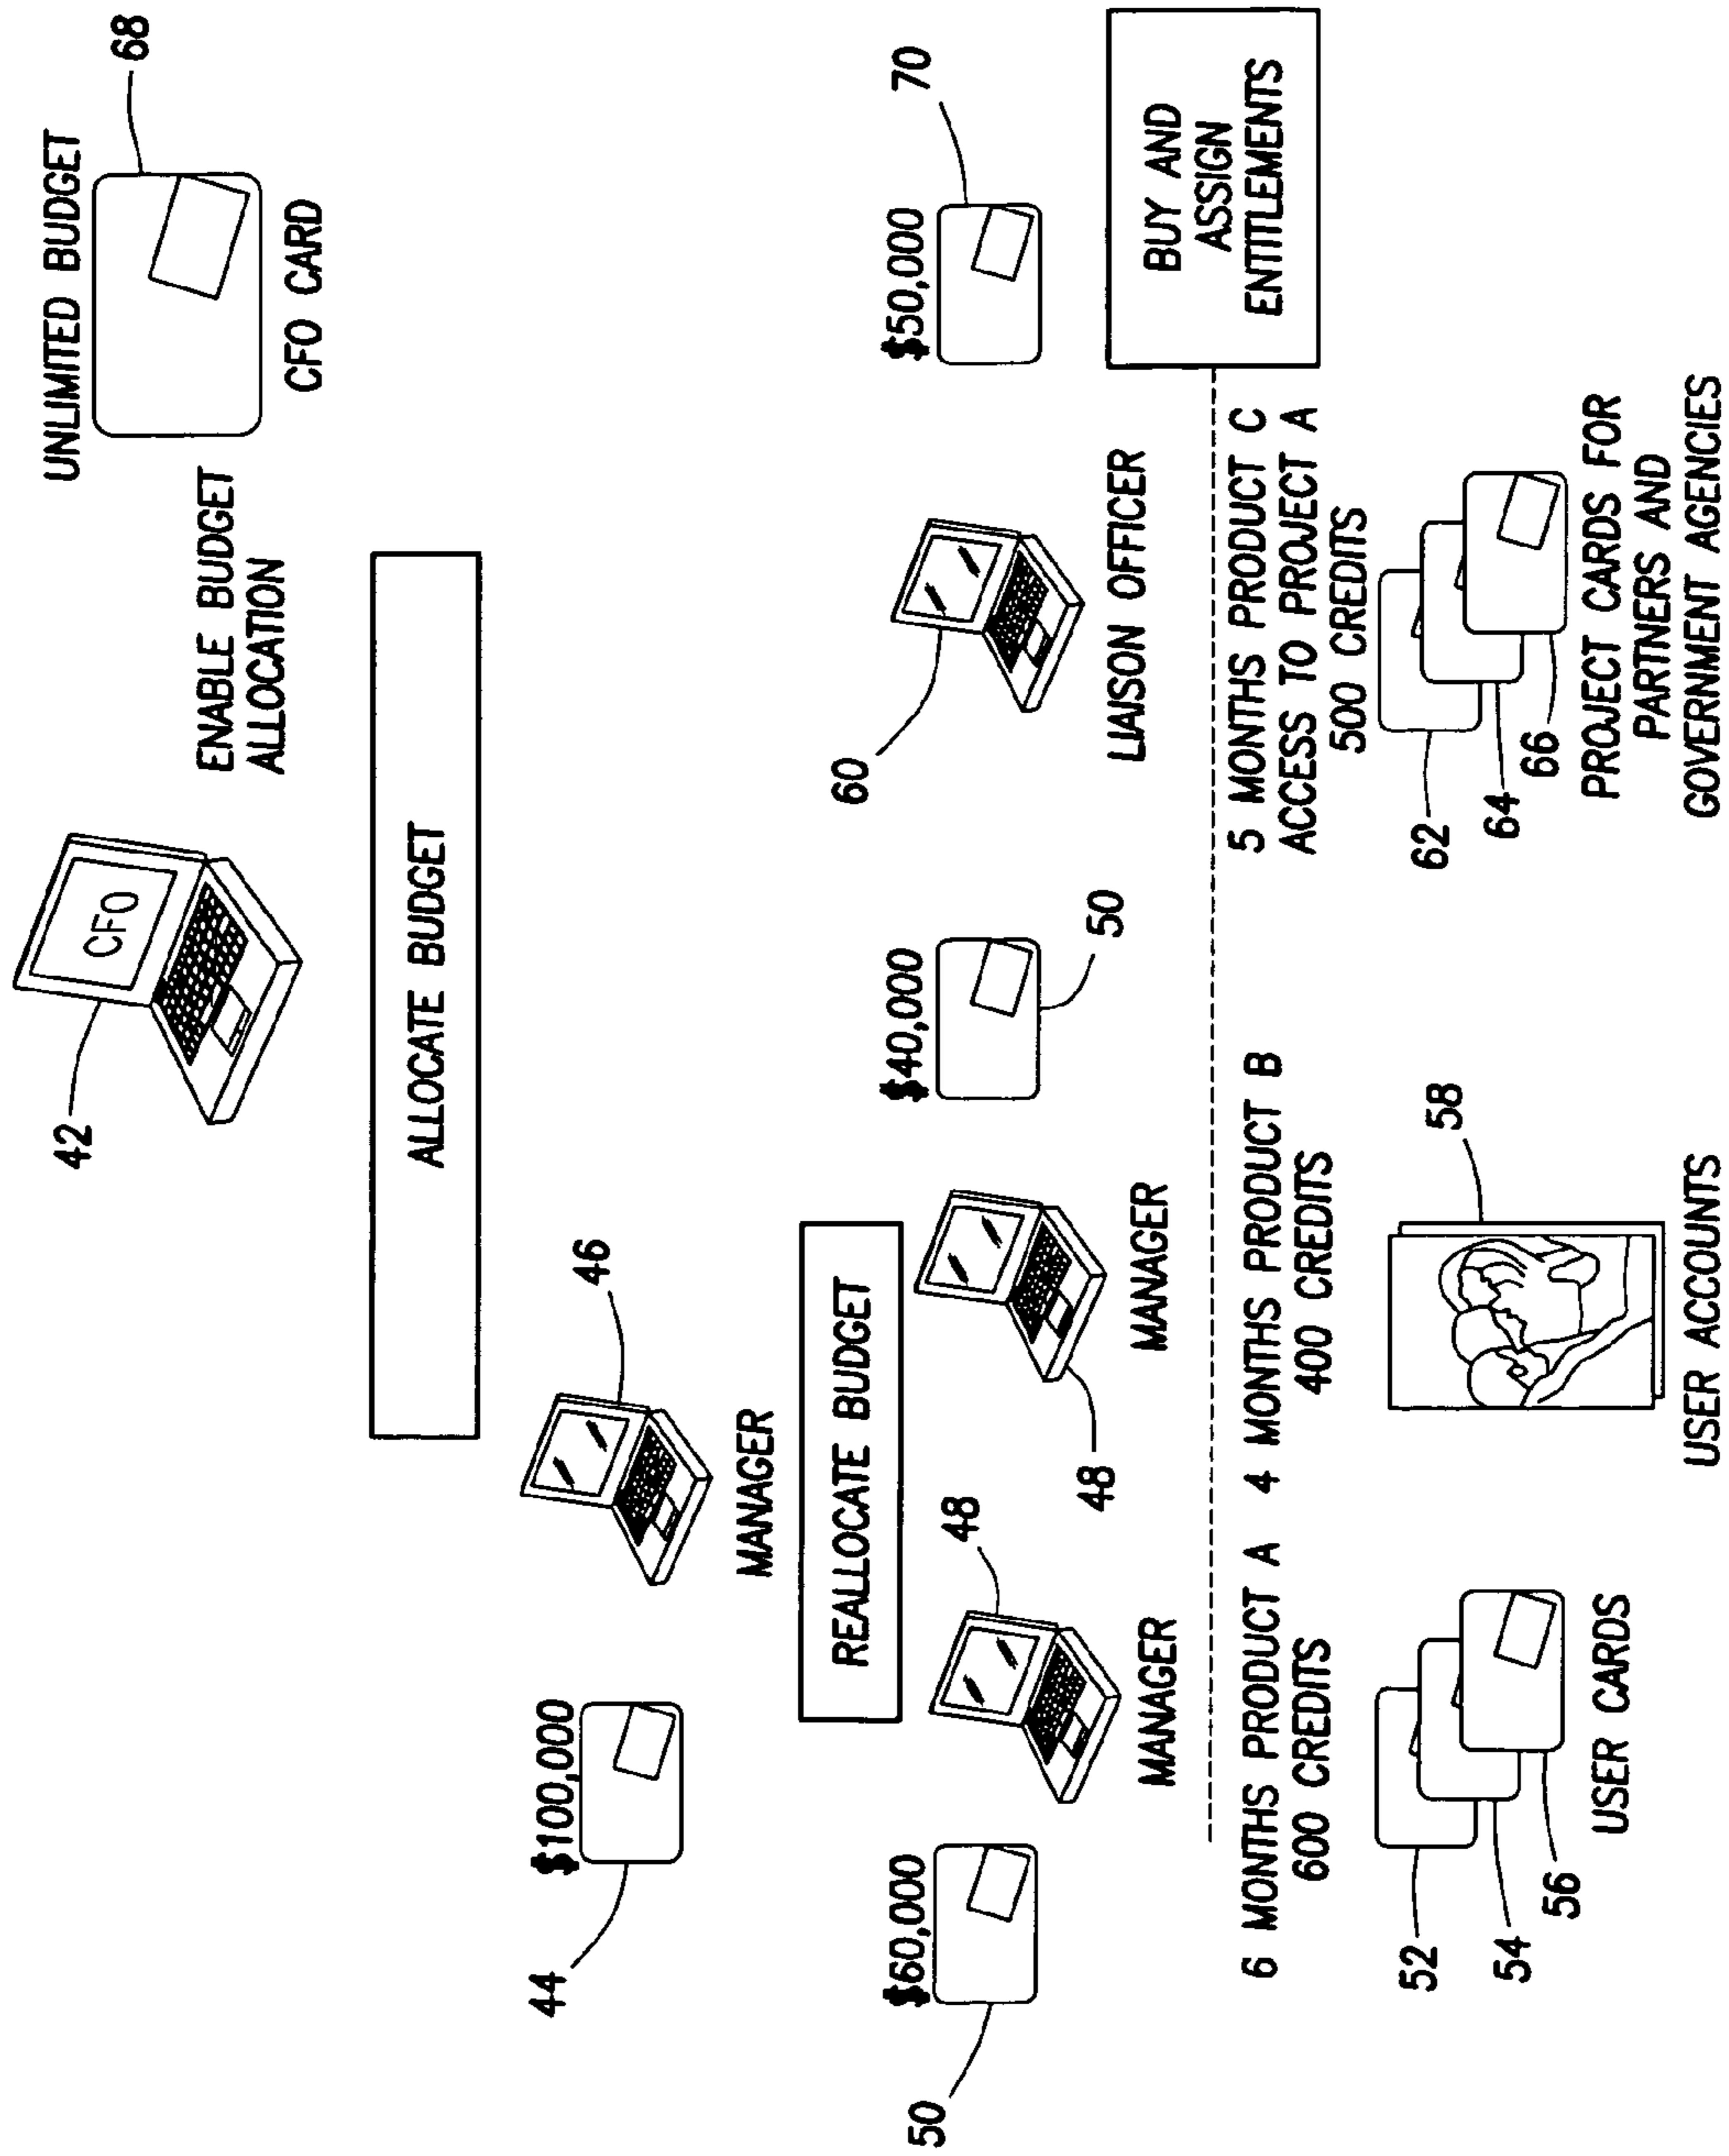 UNLIMITED BUDGET
68
CFO CARD
ENABLE BUDGET
ALLOCATION
CFO
42
ALLOCATE BUDGET
$100,000
44
46
MANAGER
REALLOCATE BUDGET
$60,000
50
48
MANAGER
48
MANAGER
$40,000
50
60
LIAISON OFFICER
$50,000
70
BUY AND
ASSIGN
ENTITLEMENTS
6 MONTHS PRODUCT A
600 CREDITS
4 MONTHS PRODUCT B
400 CREDITS
5 MONTHS PRODUCT C
ACCESS TO PROJECT A
500 CREDITS
52
54
56
USER CARDS
58
USER ACCOUNTS
62
64
66
PROJECT CARDS FOR
PARTNERS AND
GOVERNMENT AGENCIES